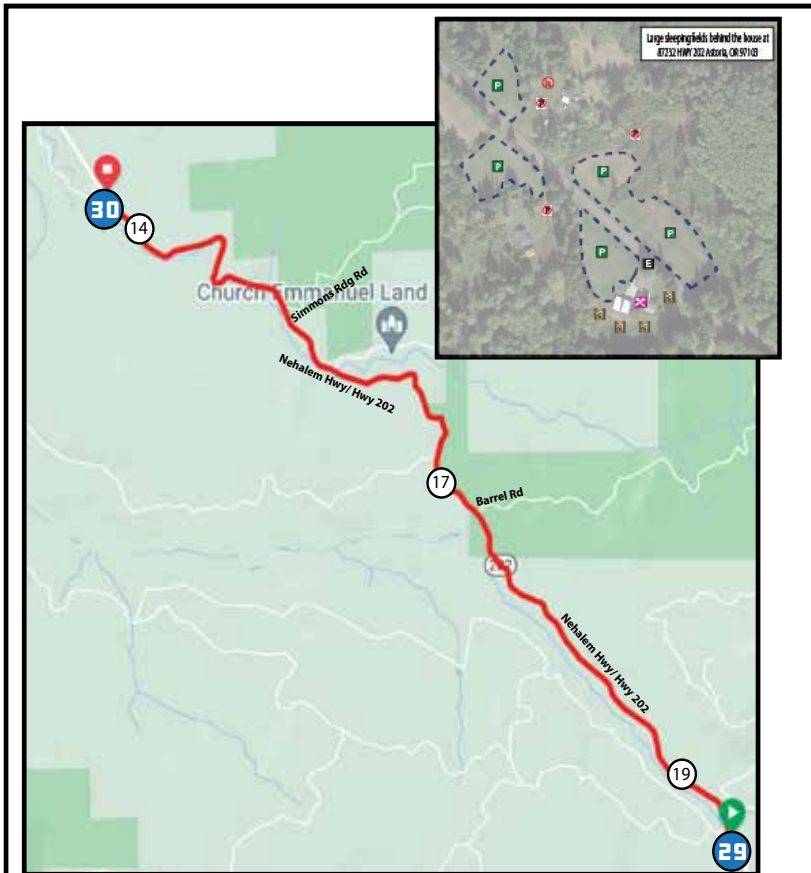 Large sleeping fields behind the house at
87232 HWY 202 Astoria, OR 97103
P
P
P
P
P
E
30
14
Simmons Rdg Rd
Church Emmanuel Land
Nehalem Hwy/ Hwy 202
17
Barrel Rd
202
Nehalem Hwy/ Hwy 202
19
29